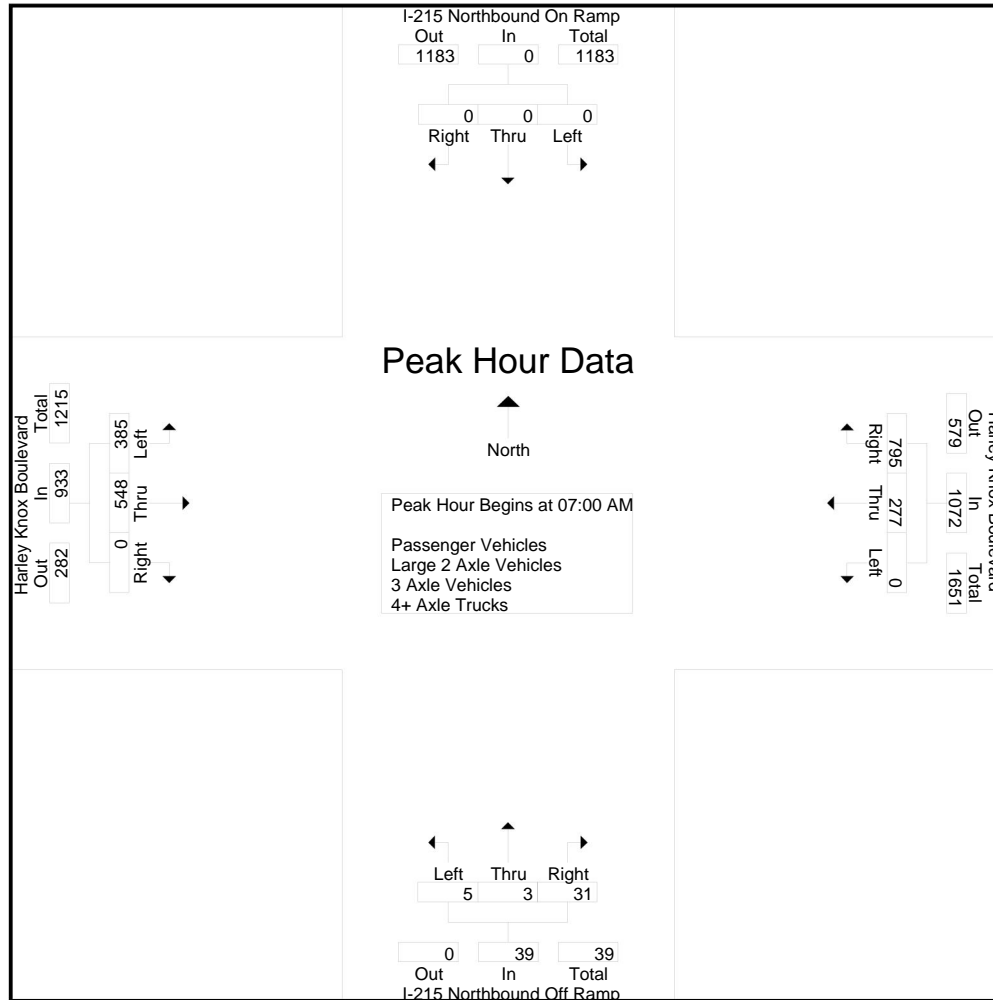 I-215 Northbound On Ramp
Out In Total
1183 0 1183
0 0 0
Right Thru Left
Peak Hour Data
North
Peak Hour Begins at 07:00 AM
Passenger Vehicles
Large 2 Axle Vehicles
3 Axle Vehicles
4+ Axle Trucks
Harley Knox Boulevard
Out In Total
282 933 1215
Left Thru Right
385 548 0
Harley Knox Boulevard
Out In Total
579 1072 1651
795 277 0
Right Thru Left
Left Thru Right
5 3 31
0 39 39
Out In Total
I-215 Northbound Off Ramp